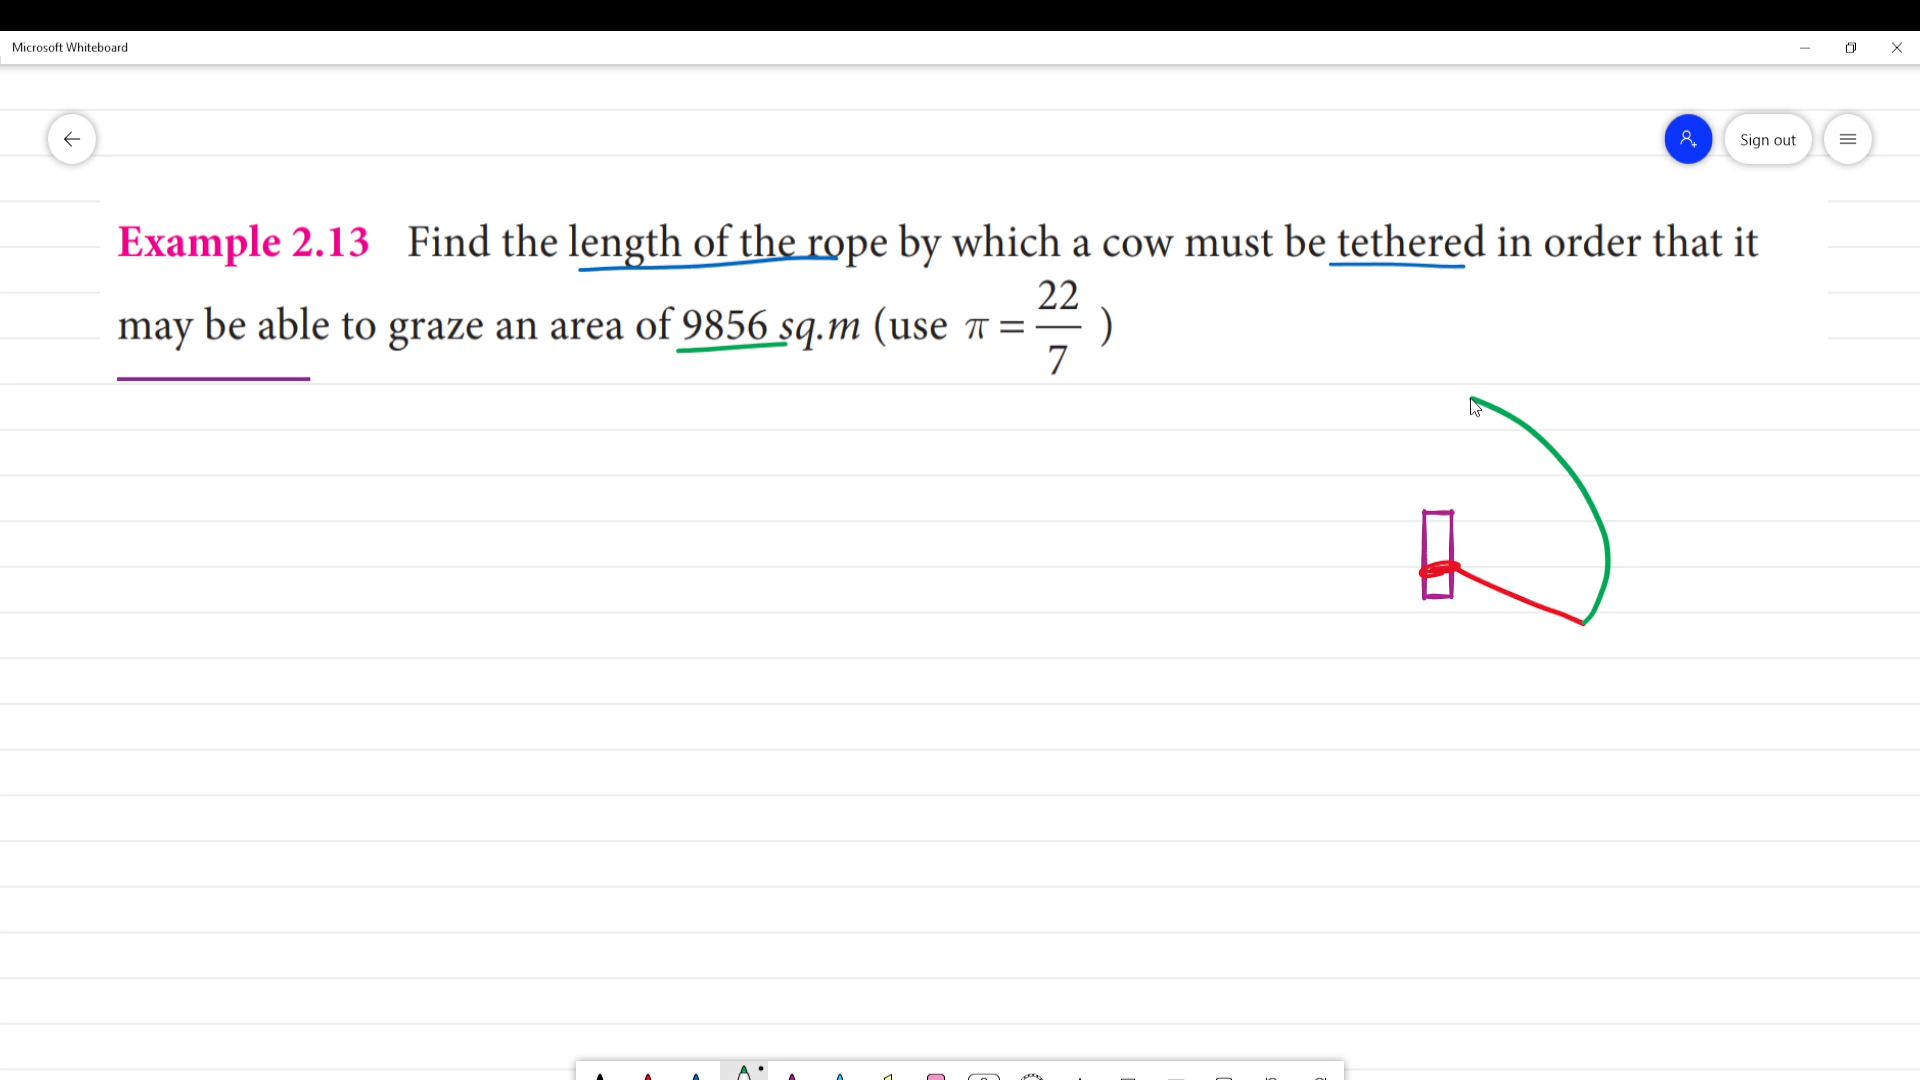 Microsoft Whiteboard
Sign out
Example 2.13 Find the length of the rope by which a cow must be tethered in order that it
may be able to graze an area of 9856 sq.m (use π = 22/7 )